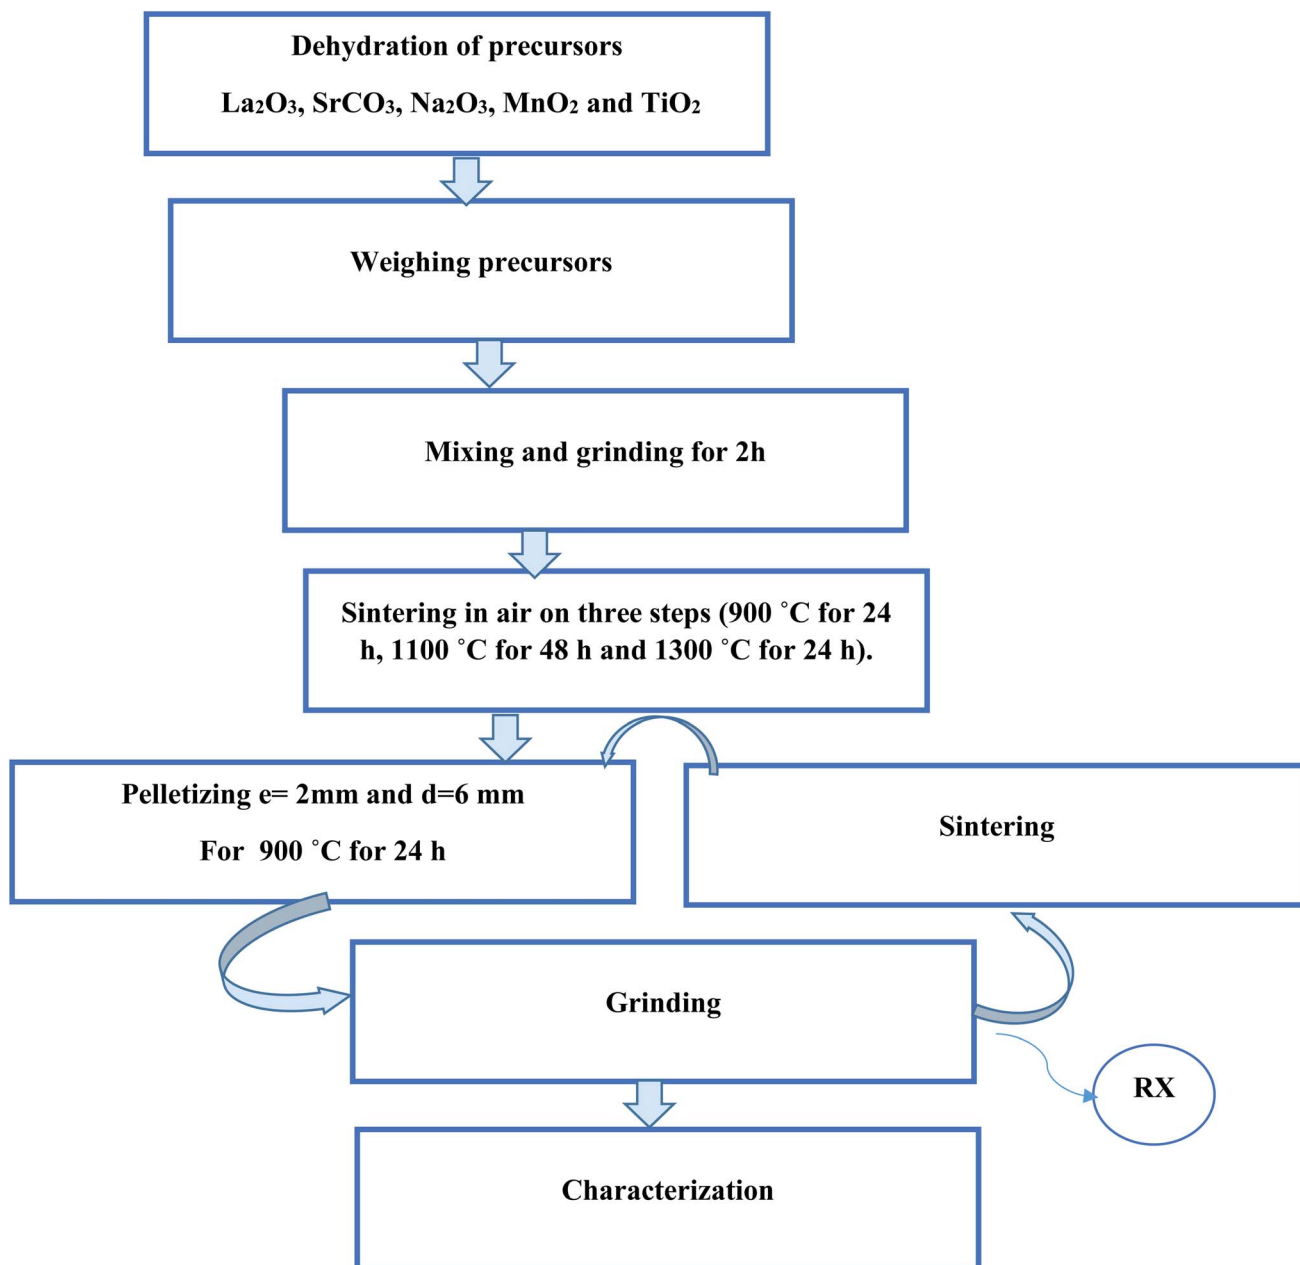 Dehydration of precursors
La₂O₃, SrCO₃, Na₂O₃, MnO₂ and TiO₂
Weighing precursors
Mixing and grinding for 2h
Sintering in air on three steps (900 ˚C for 24
h, 1100 ˚C for 48 h and 1300 ˚C for 24 h).
Pelletizing e= 2mm and d=6 mm
For 900 ˚C for 24 h
Sintering
Grinding
RX
Characterization